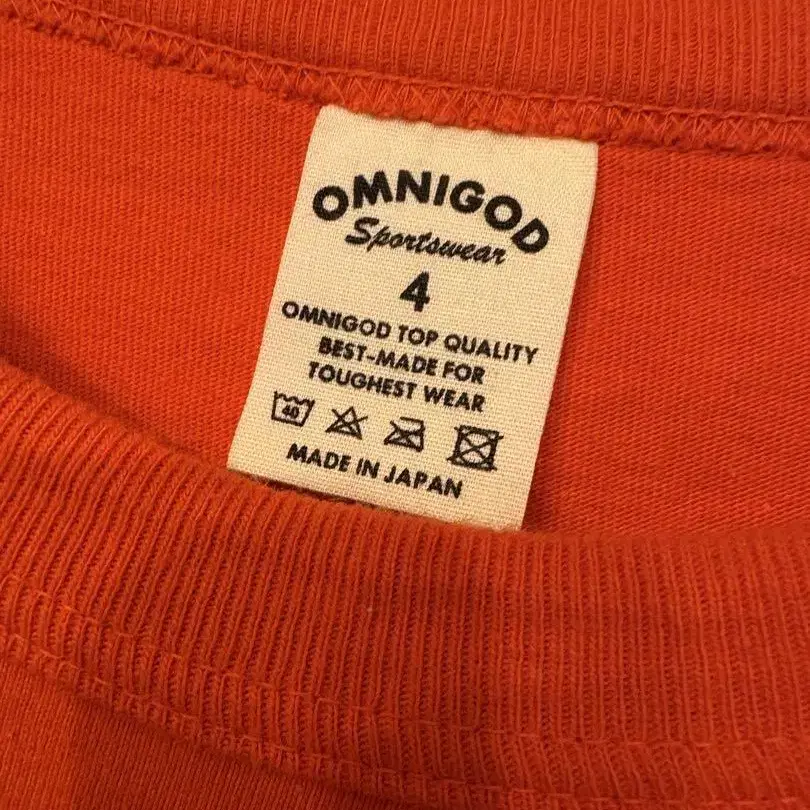 OMNIGOD
Sportswear
4
OMNIGOD TOP QUALITY
BEST-MADE FOR
TOUGHEST WEAR
40
MADE IN JAPAN